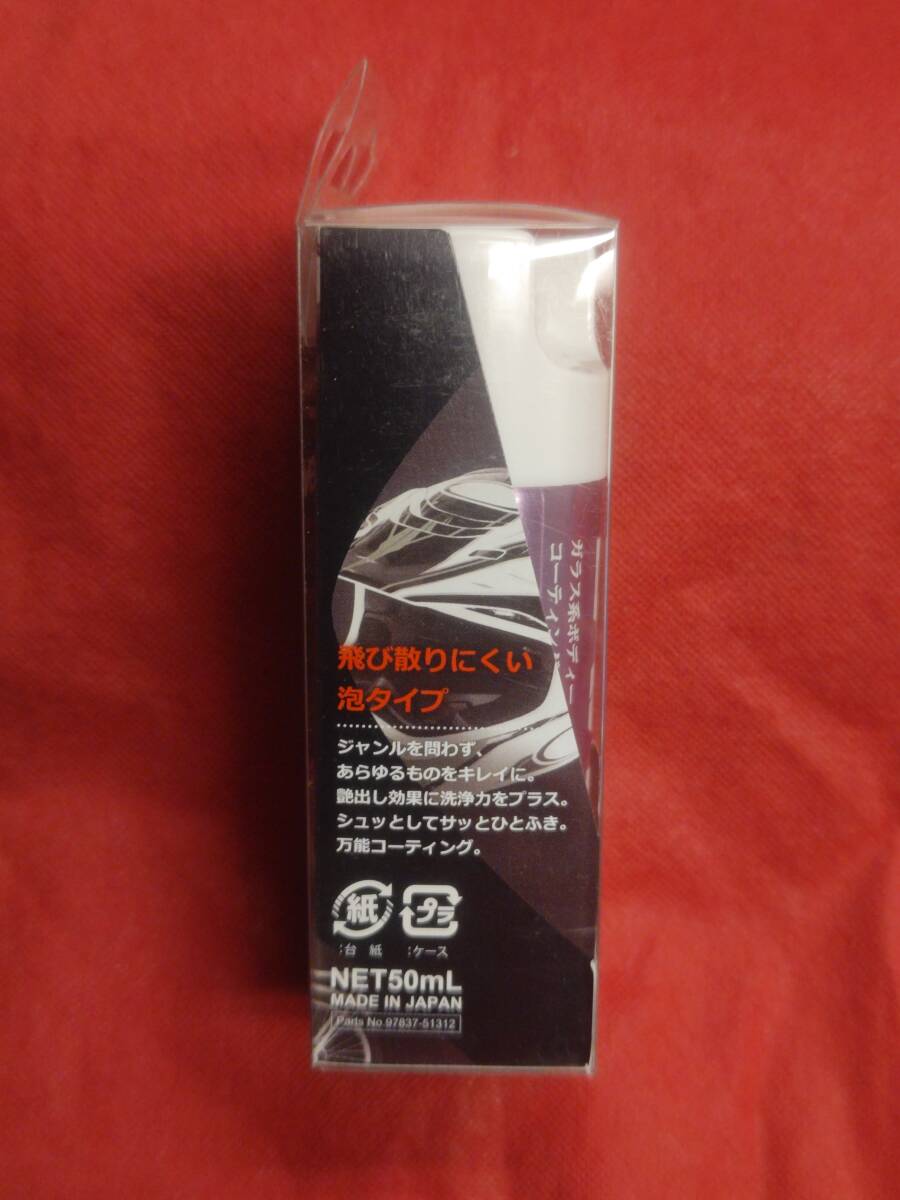 ガラス系ボディー
コーティン
飛び散りにくい
泡タイプ
ジャンルを問わず、
あらゆるものをキレイに。
艶出し効果に洗浄力をプラス。
シュッとしてサッとひとふき。
万能コーティング。
紙 プラ
:台紙 :ケース
NET50mL
MADE IN JAPAN
Parts No 97837-51312